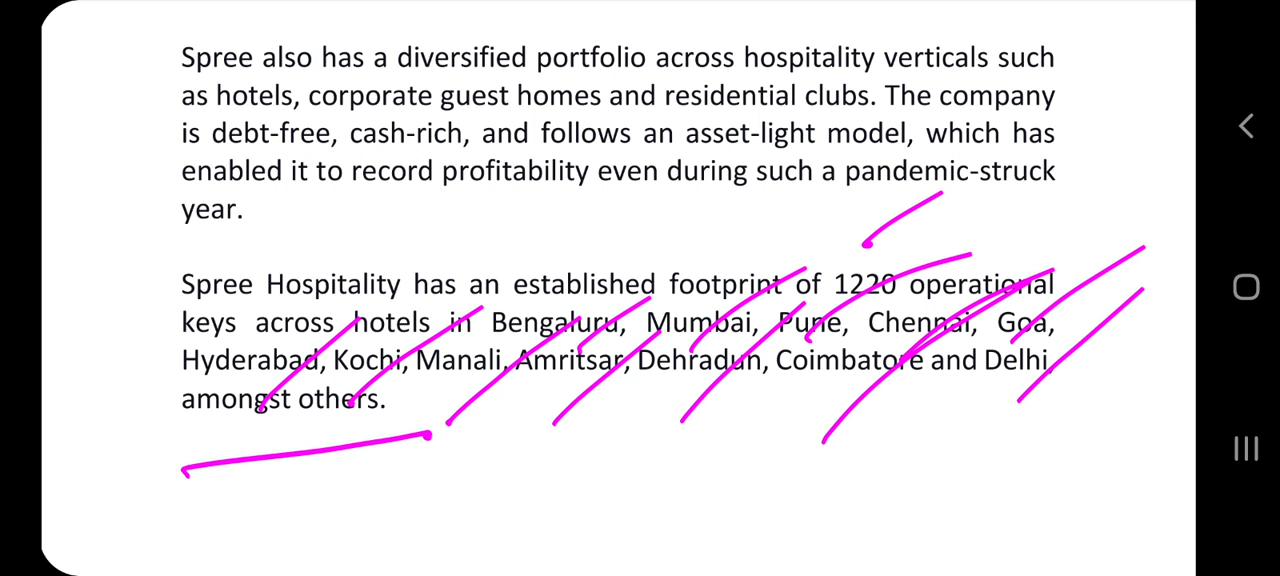 Spree also has a diversified portfolio across hospitality verticals such
as hotels, corporate guest homes and residential clubs. The company
is debt-free, cash-rich, and follows an asset-light model, which has
enabled it to record profitability even during such a pandemic-struck
year.
Spree Hospitality has an established footprint of 1220 operational
keys across hotels in Bengaluru, Mumbai, Pune, Chennai, Goa,
Hyderabad, Kochi, Manali, Amritsar, Dehradun, Coimbatore and Delhi,
amongst others.